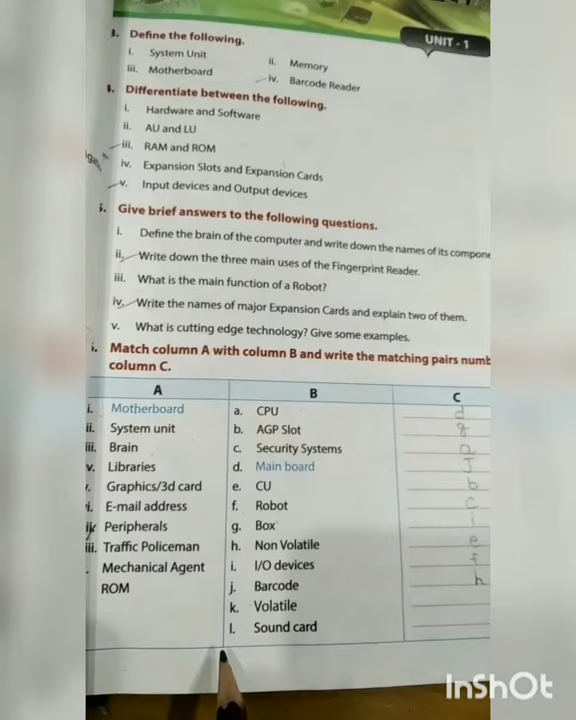 UNIT - 1
3. Define the following.
i. System Unit
ii. Memory
iii. Motherboard
iv. Barcode Reader
Differentiate between the following.
i. Hardware and Software
ii. AU and LU
iii. RAM and ROM
iv. Expansion Slots and Expansion Cards
v. Input devices and Output devices
Give brief answers to the following questions.
i. Define the brain of the computer and write down the names of its compone
ii. Write down the three main uses of the Fingerprint Reader.
iii. What is the main function of a Robot?
iv. Write the names of major Expansion Cards and explain two of them.
v. What is cutting edge technology? Give some examples.
Match column A with column B and write the matching pairs numb
column C.
A B C
i. Motherboard a. CPU d
ii. System unit b. AGP Slot g
iii. Brain c. Security Systems a
v. Libraries d. Main board j
Graphics/3d card e. CU b
i. E-mail address f. Robot c
Peripherals g. Box i
iii. Traffic Policeman h. Non Volatile e
Mechanical Agent i. I/O devices f
ROM j. Barcode h
k. Volatile
l. Sound card
InShOt